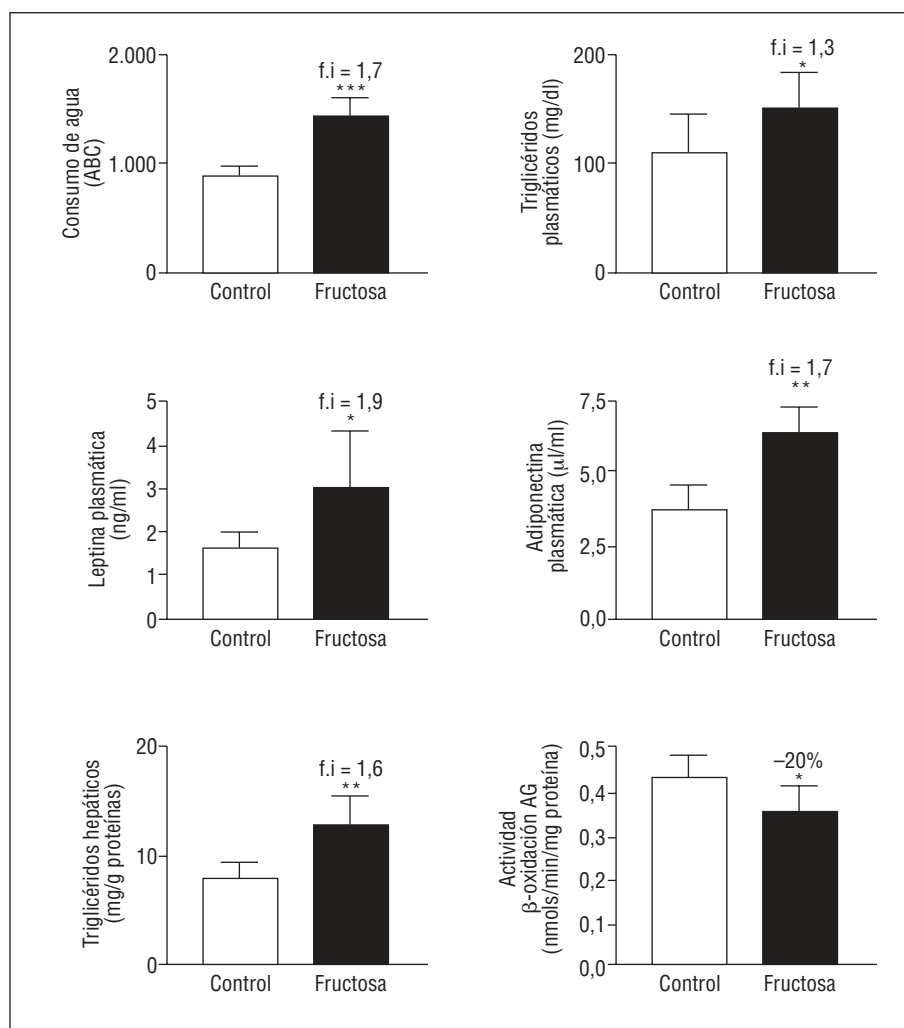 Consumo de agua
(ABC)
2.000
1.000
0
f.i = 1,7
***
Control
Fructosa
Triglicéridos
plasmáticos (mg/dl)
200
100
0
f.i = 1,3
*
Control
Fructosa
Leptina plasmática
(ng/ml)
5
4
3
2
1
0
f.i = 1,9
*
Control
Fructosa
Adiponectina
plasmática (µl/ml)
7,5
5,0
2,5
0,0
f.i = 1,7
**
Control
Fructosa
Triglicéridos hepáticos
(mg/g proteínas)
20
10
0
f.i = 1,6
**
Control
Fructosa
Actividad
β-oxidación AG
(nmols/min/mg proteína)
0,5
0,4
0,3
0,2
0,1
0,0
–20%
*
Control
Fructosa